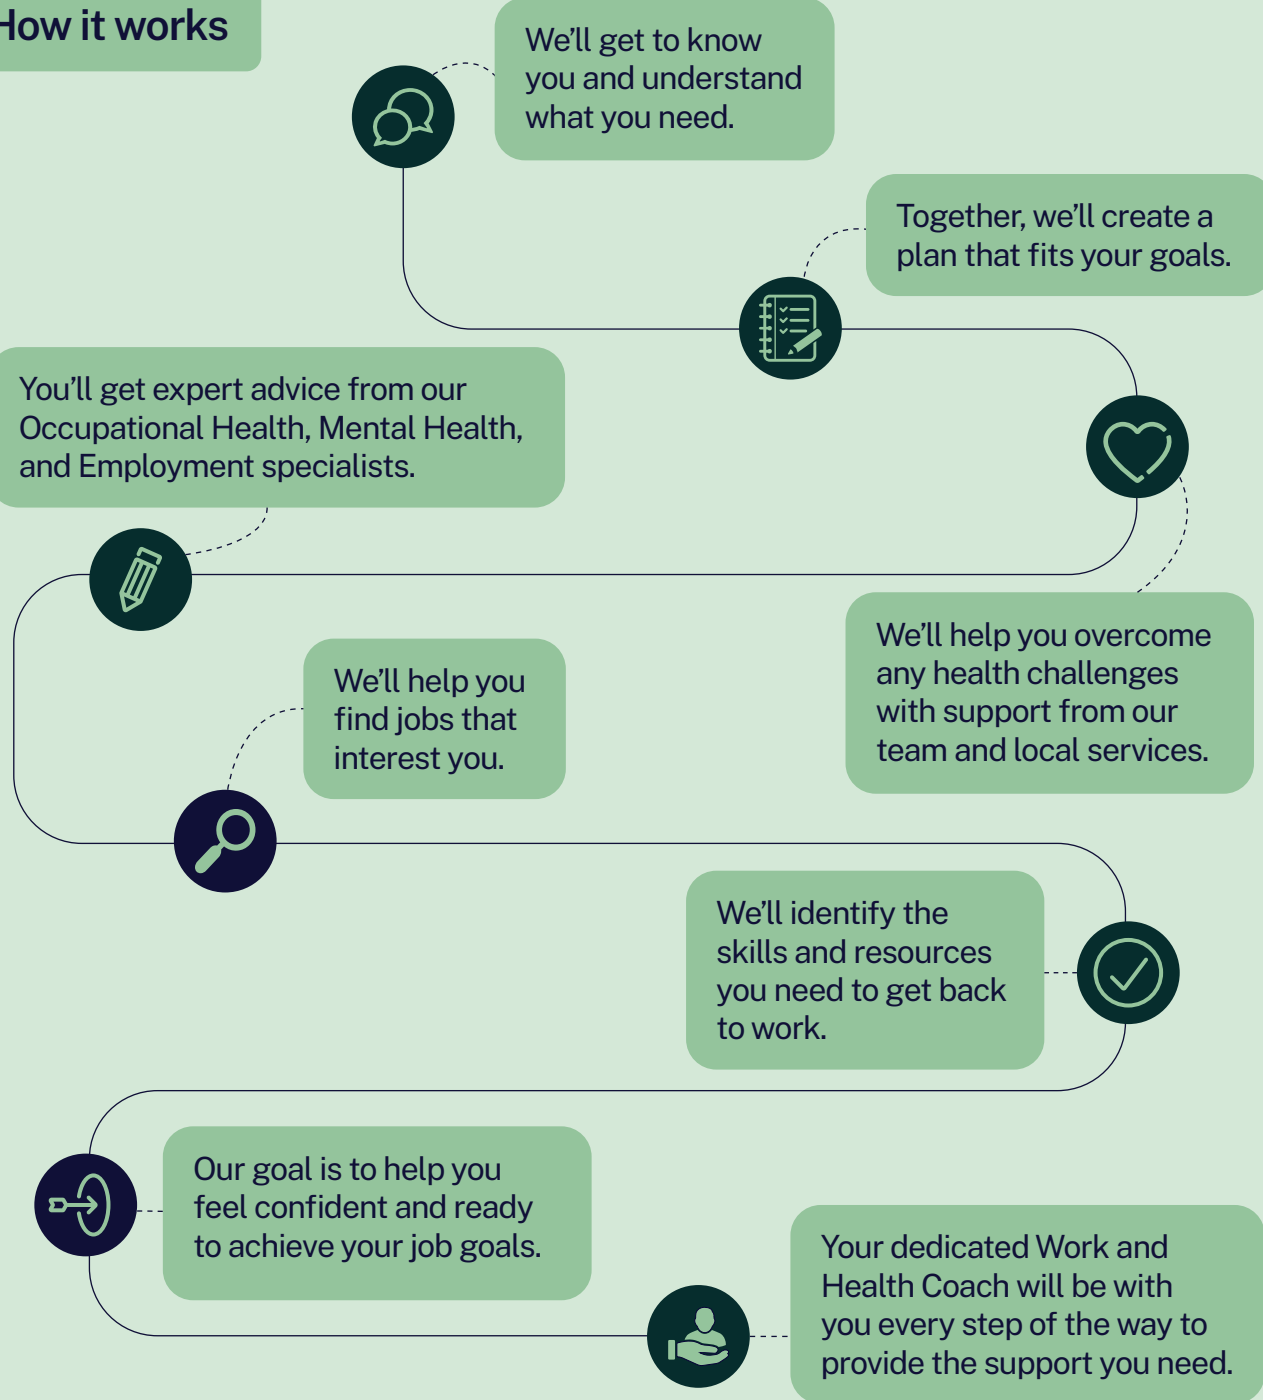 How it works
We’ll get to know
you and understand
what you need.
Together, we’ll create a
plan that fits your goals.
We’ll help you overcome
any health challenges
with support from our
team and local services.
You’ll get expert advice from our
Occupational Health, Mental Health,
and Employment specialists.
We’ll help you
find jobs that
interest you.
We’ll identify the
skills and resources
you need to get back
to work.
Our goal is to help you
feel confident and ready
to achieve your job goals.
Your dedicated Work and
Health Coach will be with
you every step of the way to
provide the support you need.